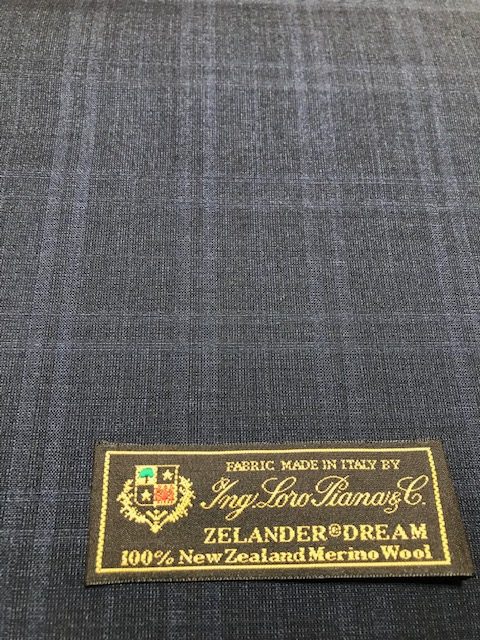 FABRIC MADE IN ITALY BY
Ing. Loro Piana & C.
ZELANDER® DREAM
100% New Zealand Merino Wool